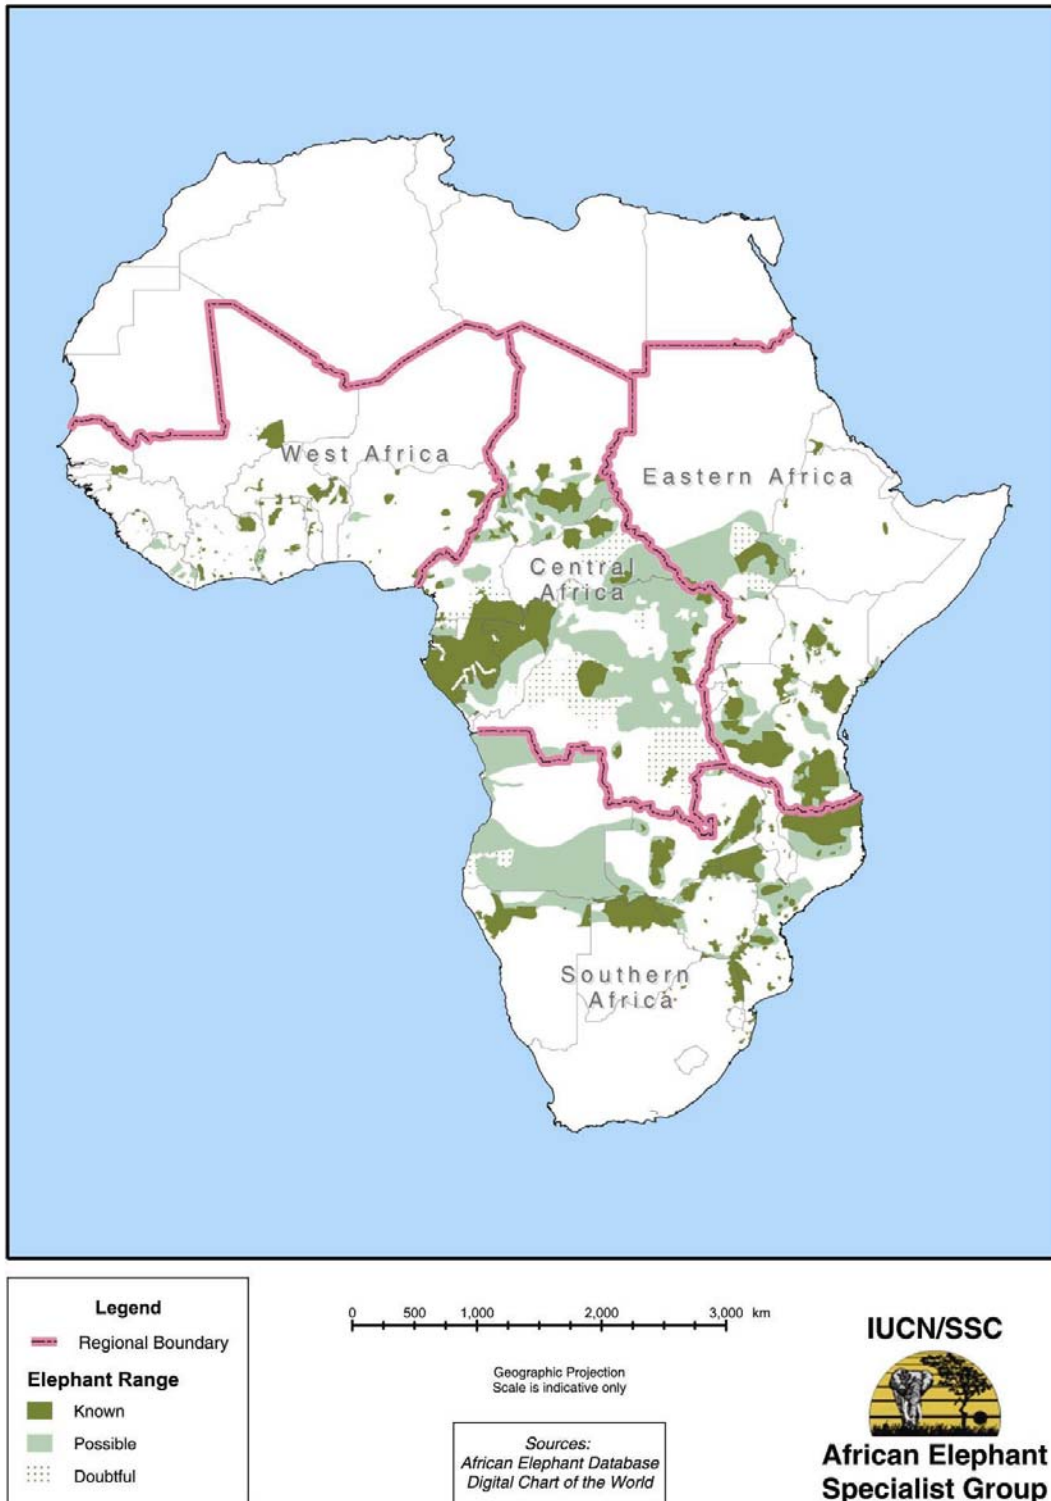 West Africa
Eastern Africa
Central
Africa
Southern
Africa
Legend
Regional Boundary
Elephant Range
Known
Possible
Doubtful
0 500 1,000 2,000 3,000 km
Geographic Projection
Scale is indicative only
Sources:
African Elephant Database
Digital Chart of the World
IUCN/SSC
African Elephant
Specialist Group